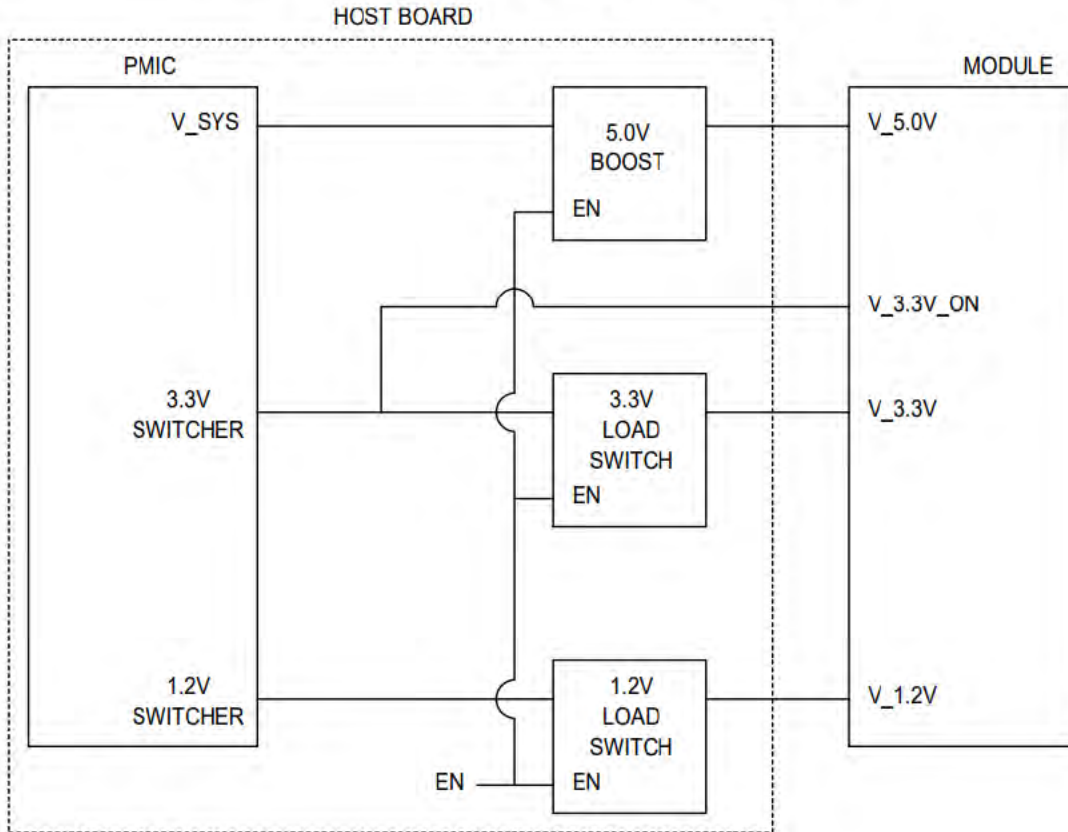 HOST BOARD
PMIC
MODULE
V_SYS
5.0V
BOOST
EN
V_5.0V
V_3.3V_ON
3.3V
SWITCHER
3.3V
LOAD
SWITCH
EN
V_3.3V
1.2V
SWITCHER
1.2V
LOAD
SWITCH
EN
V_1.2V
EN